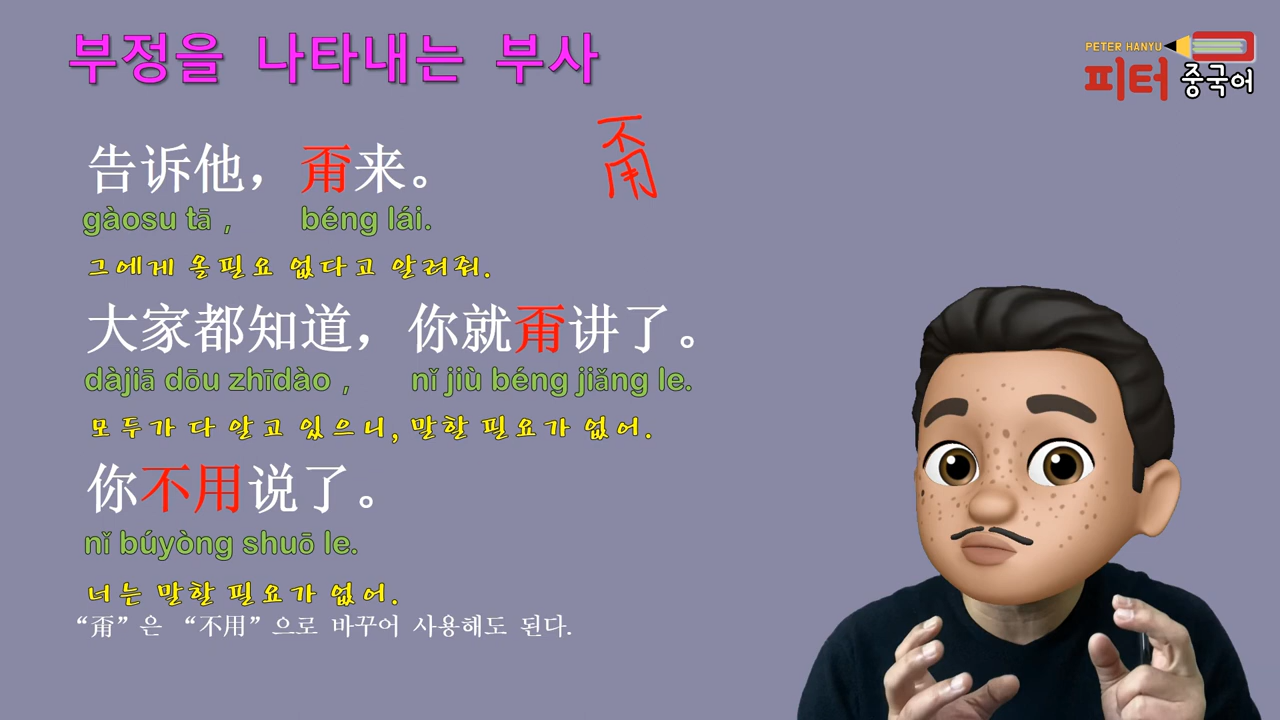 부정을 나타내는 부사
PETER HANYU
피터 중국어
告诉他，甭来。
甭
gàosu tā， béng lái.
그에게 올필요 없다고 알려줘.
大家都知道，你就甭讲了。
dàjiā dōu zhīdào， nǐ jiù béng jiǎng le.
모두가 다 알고 있으니, 말할 필요가 없어.
你不用说了。
nǐ búyòng shuō le.
너는 말할 필요가 없어.
“甭”은 “不用”으로 바꾸어 사용해도 된다.